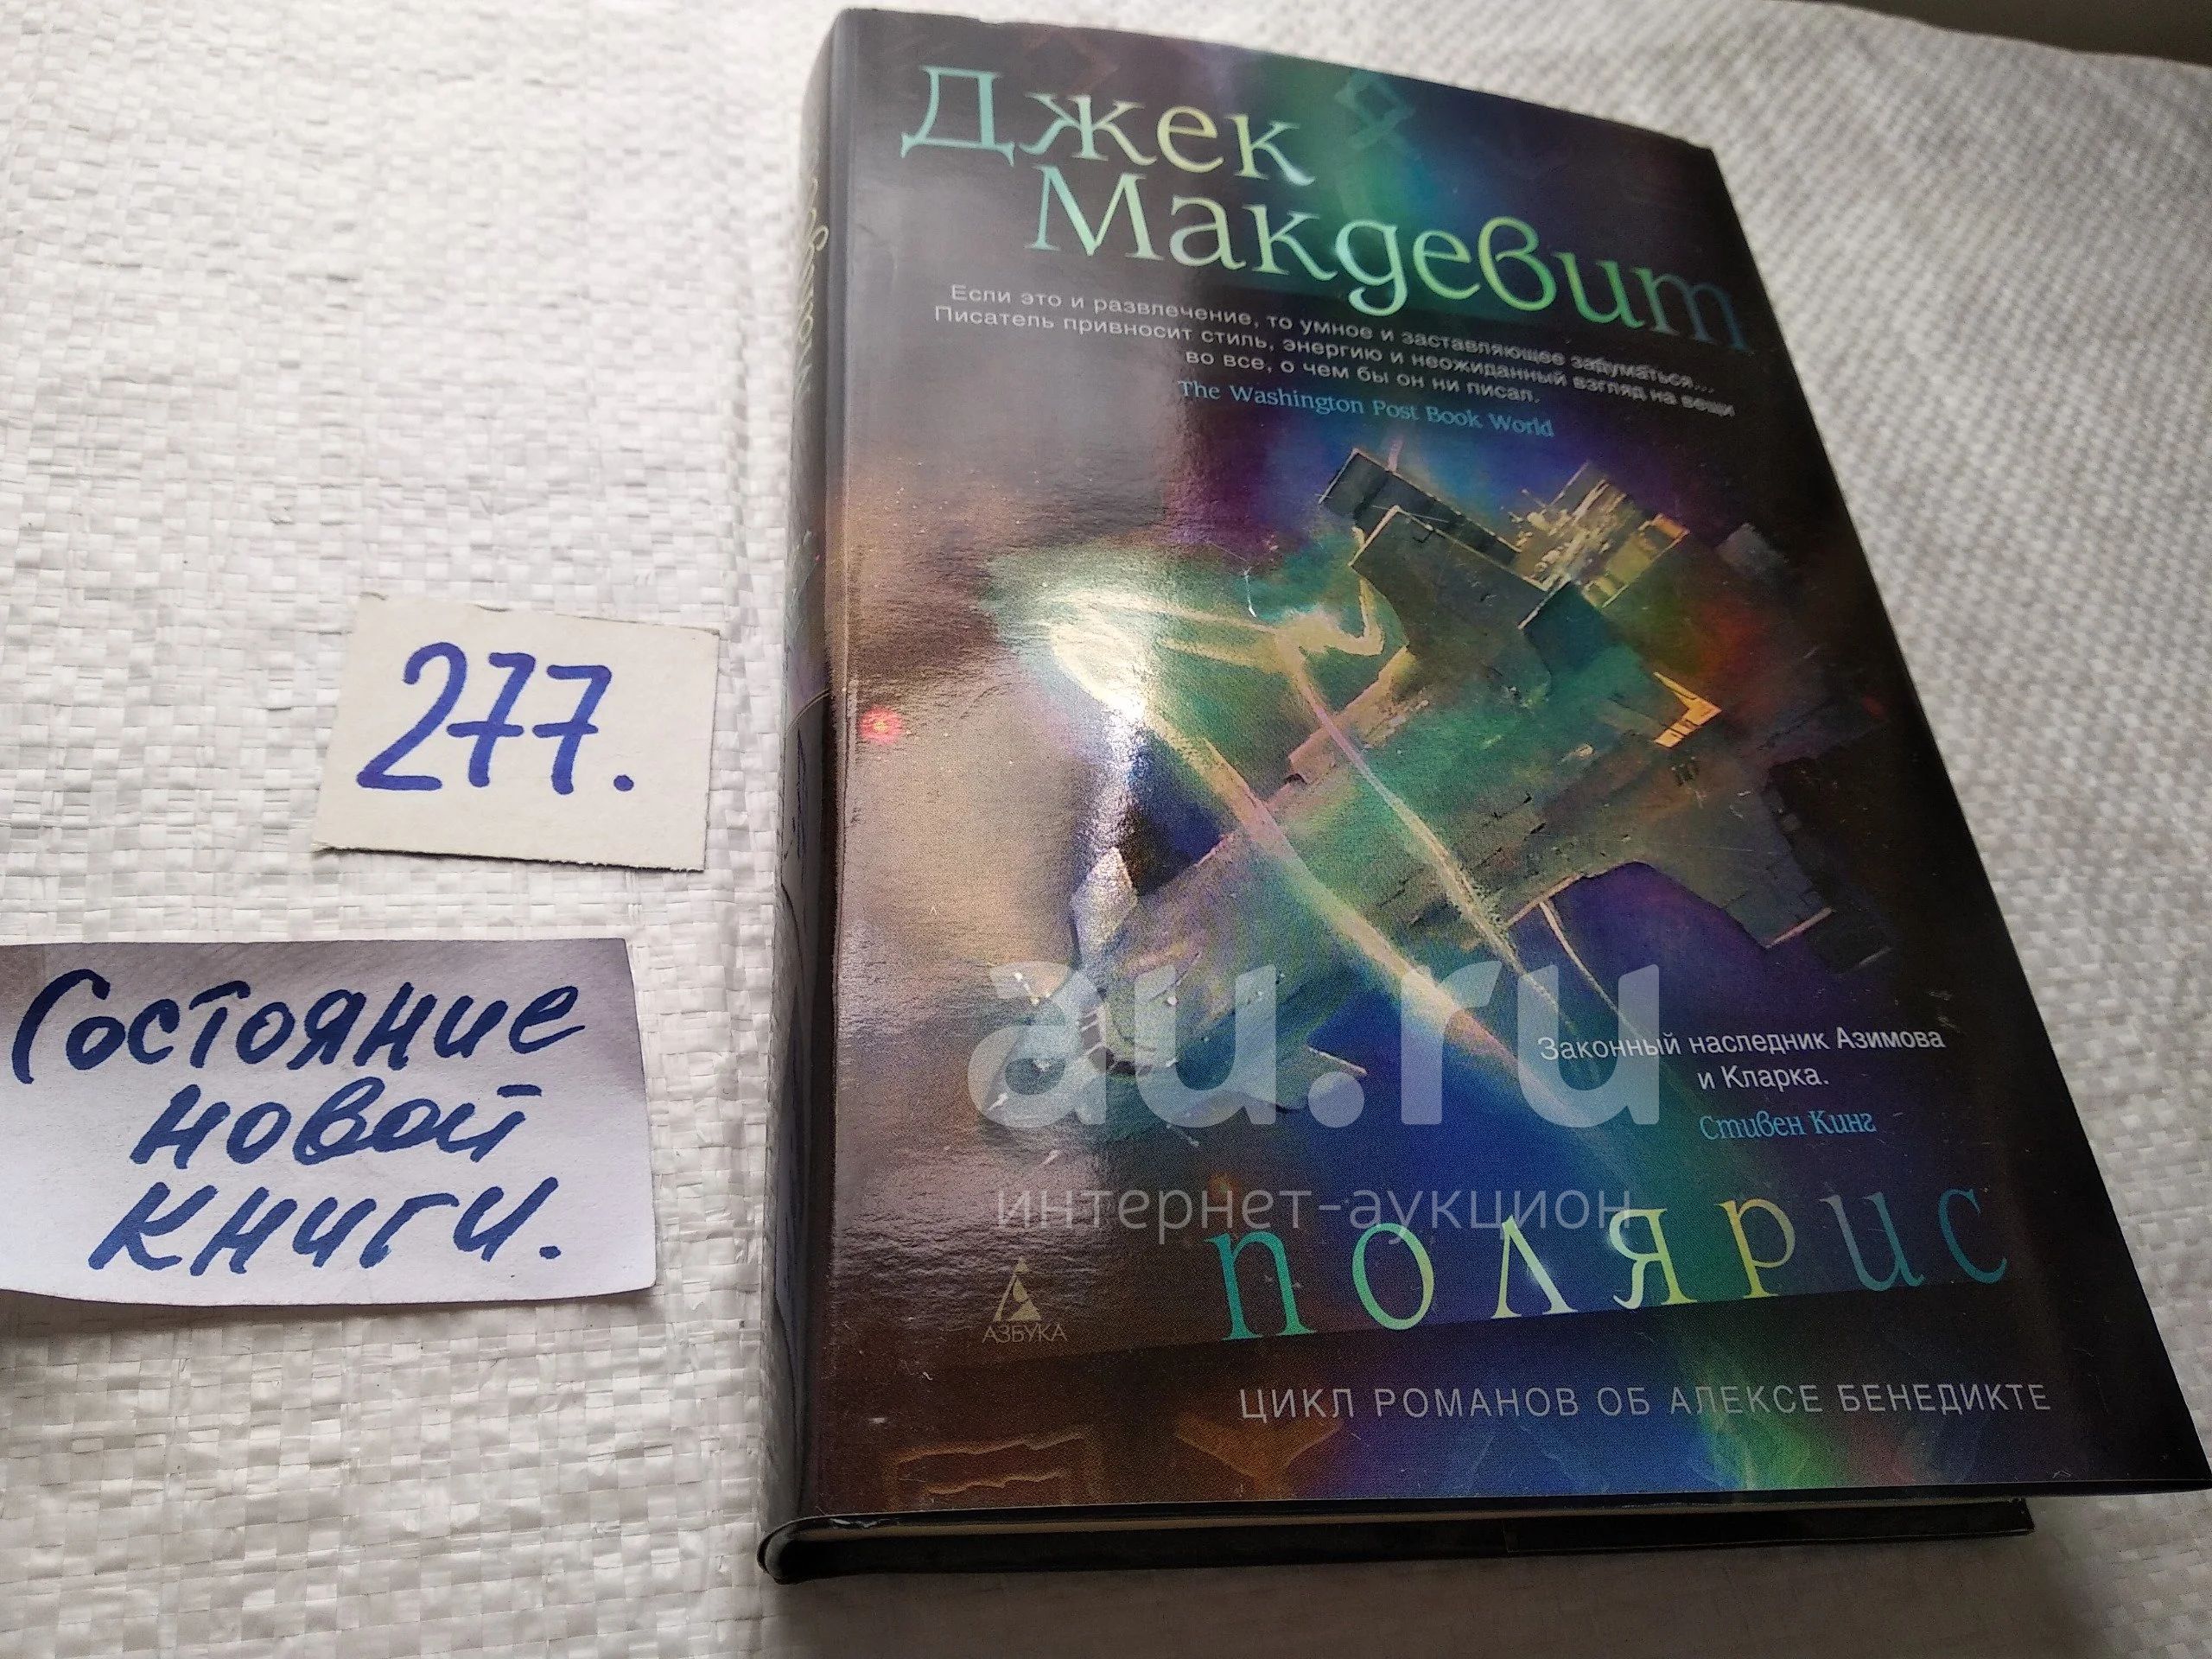 Джек
Макдевит
Если это и развлечение, то умное и заставляющее задуматься...
Писатель привносит стиль, энергию и неожиданный взгляд на вещи
во все, о чем бы он ни писал.
The Washington Post Book World
277.
Состояние
новой
книги.
au.ru
интернет-аукцион
Законный наследник Азимова
и Кларка.
Стивен Кинг
полярис
АЗБУКА
ЦИКЛ РОМАНОВ ОБ АЛЕКСЕ БЕНЕДИКТЕ